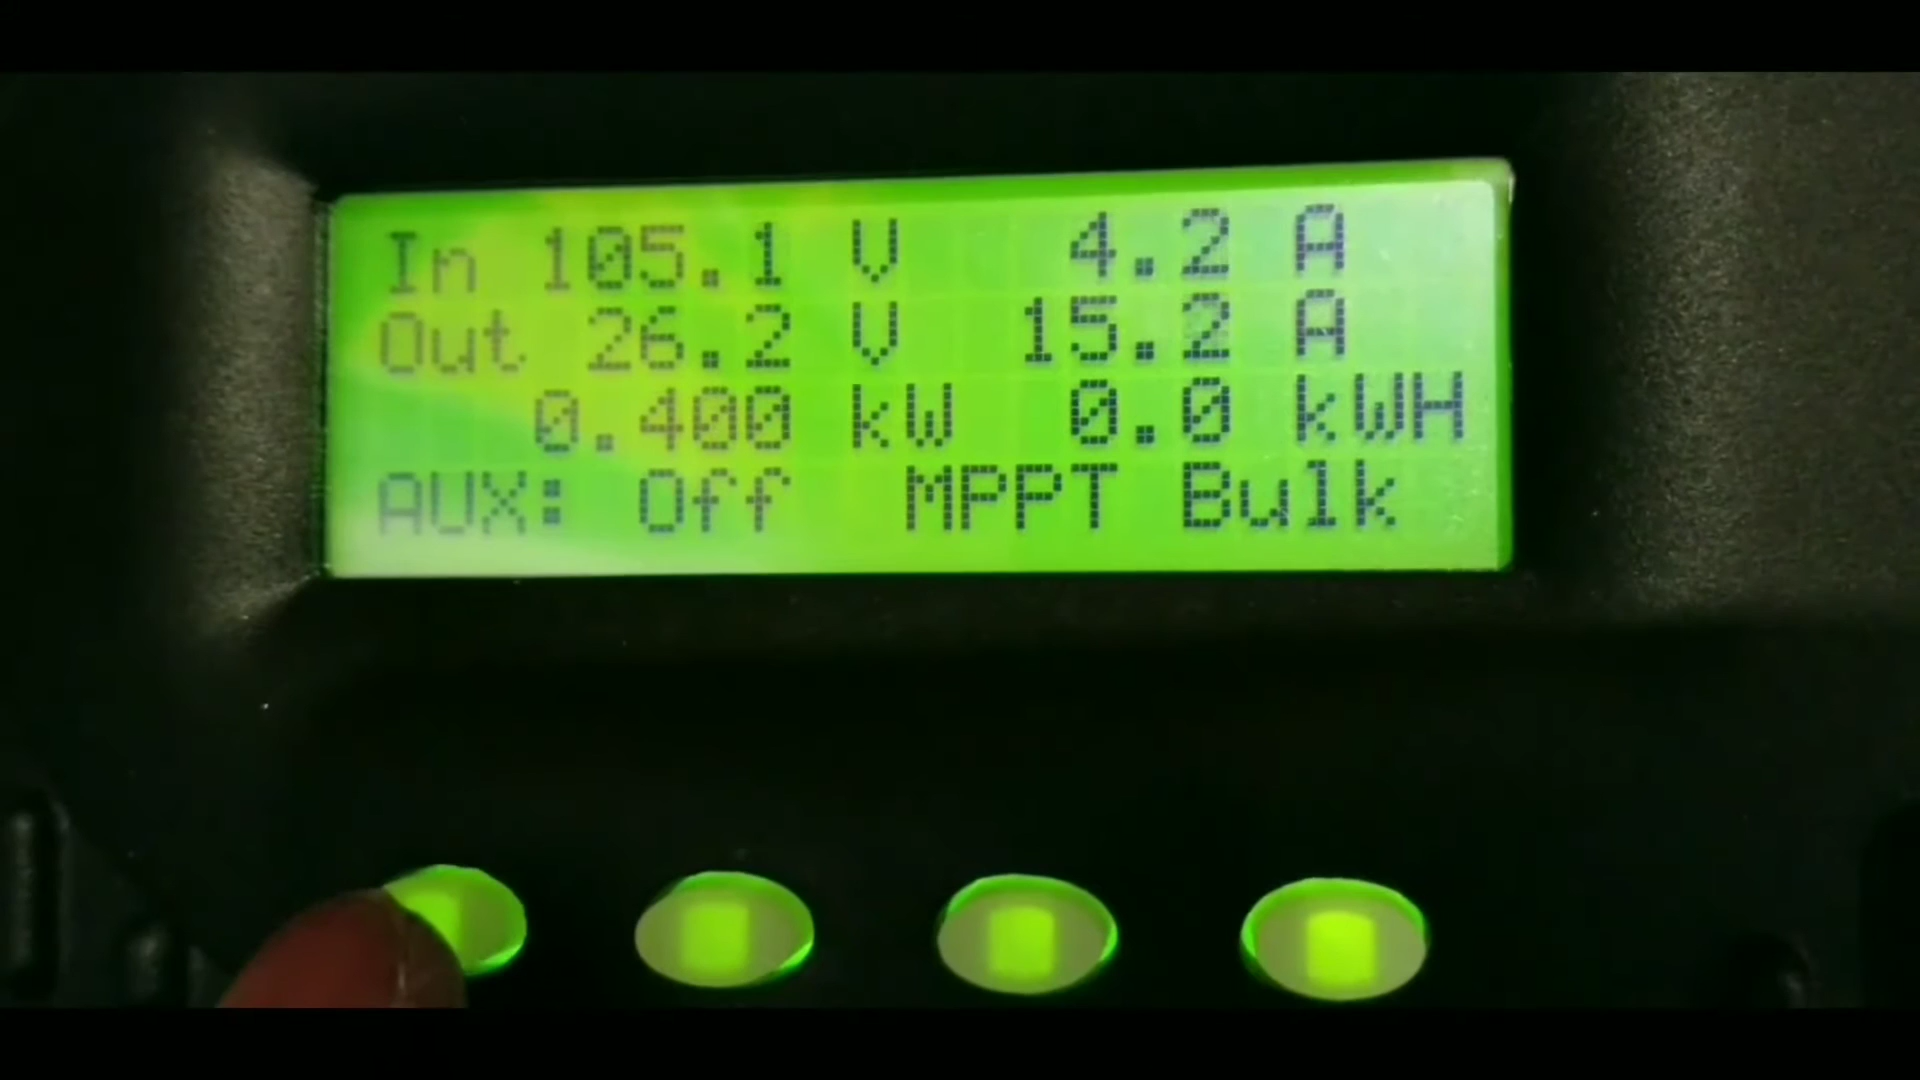 In 105.1 V 4.2 A
Out 26.2 V 15.2 A
0.400 kW 0.0 kWH
AUX: Off MPPT Bulk